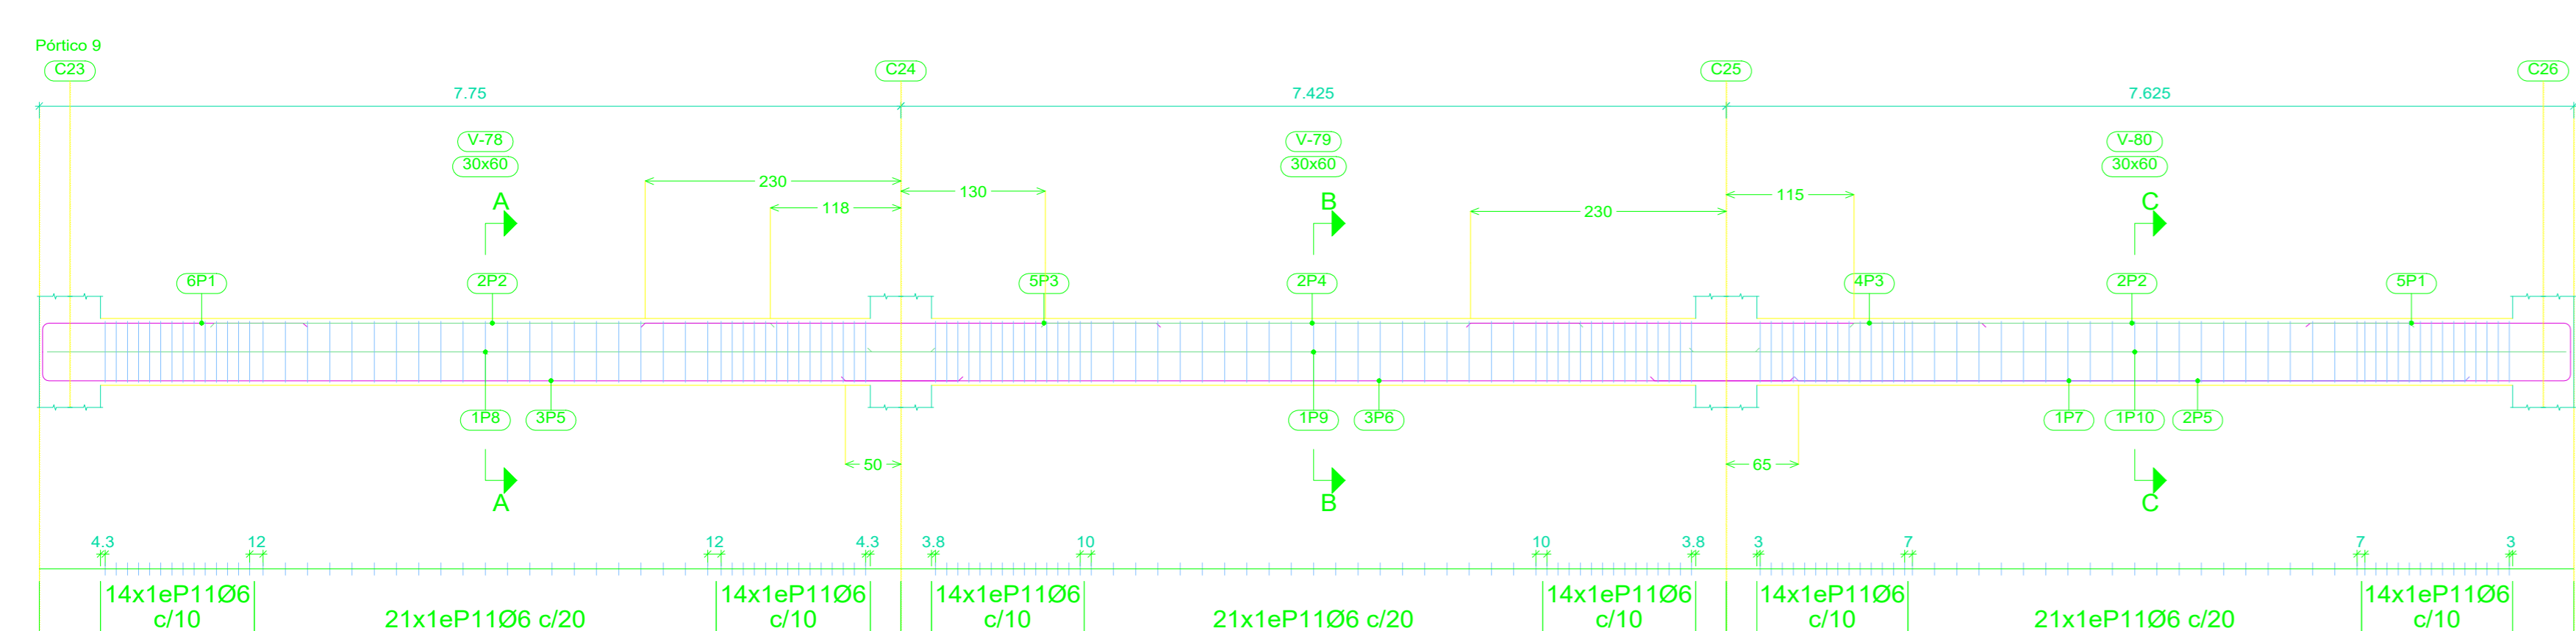 Pórtico 9
C23 C24 C25 C26
7.75 7.425 7.625
V-78 V-79 V-80
30x60 30x60 30x60
230 130 115
A B C
118 230
6P1 2P2 5P3 2P4 4P3 2P2 5P1
1P8 3P5 1P9 3P6 1P7 1P10 2P5
50 65
A B C
4.3 12 12 4.3 3.8 10 10 3.8 3 7 7 3
14x1eP11Ø6 14x1eP11Ø6 14x1eP11Ø6 14x1eP11Ø6 14x1eP11Ø6 14x1eP11Ø6
c/10 21x1eP11Ø6 c/20 c/10 c/10 21x1eP11Ø6 c/20 c/10 c/10 21x1eP11Ø6 c/20 c/10